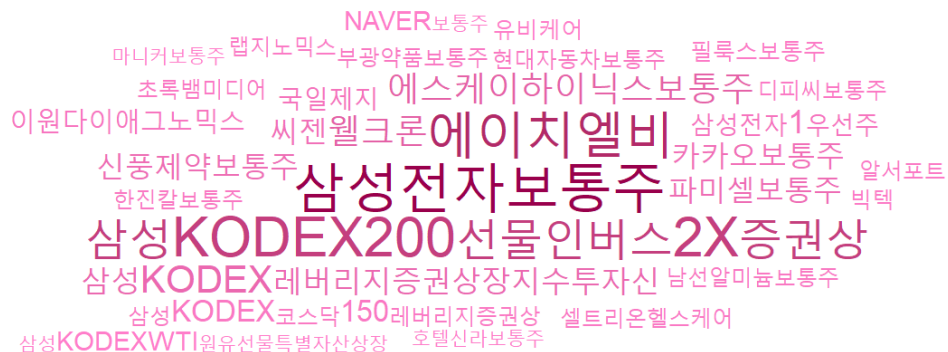 NAVER보통주 유비케어
마니커보통주 랩지노믹스 부광약품보통주 현대자동차보통주 필룩스보통주
초록뱀미디어 국일제지 에스케이하이닉스보통주 디피씨보통주
이원다이애그노믹스 씨젠 웰크론 에이치엘비 삼성전자1우선주
신풍제약보통주 카카오보통주 알서포트
한진칼보통주 삼성전자보통주 파미셀보통주 빅텍
삼성KODEX200선물인버스2X증권상
삼성KODEX레버리지증권상장지수투자신 남선알미늄보통주
삼성KODEX코스닥150레버리지증권상 셀트리온헬스케어
삼성KODEXWTI원유선물특별자산상장 호텔신라보통주